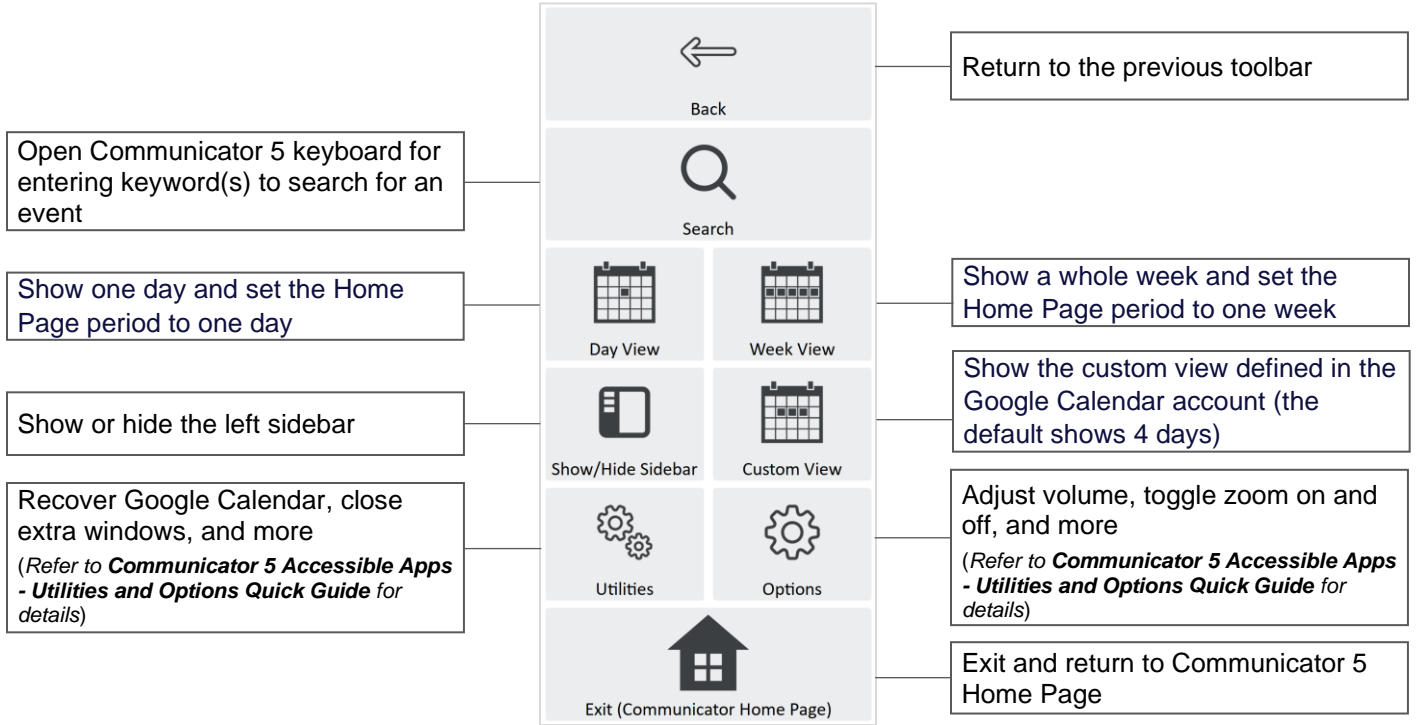 Back
Return to the previous toolbar
Open Communicator 5 keyboard for
entering keyword(s) to search for an
event
Search
Show one day and set the Home
Page period to one day
Day View
Week View
Show a whole week and set the
Home Page period to one week
Show or hide the left sidebar
Show/Hide Sidebar
Custom View
Show the custom view defined in the
Google Calendar account (the
default shows 4 days)
Recover Google Calendar, close
extra windows, and more
(Refer to Communicator 5 Accessible Apps
- Utilities and Options Quick Guide for
details)
Utilities
Options
Adjust volume, toggle zoom on and
off, and more
(Refer to Communicator 5 Accessible Apps
- Utilities and Options Quick Guide for
details)
Exit (Communicator Home Page)
Exit and return to Communicator 5
Home Page